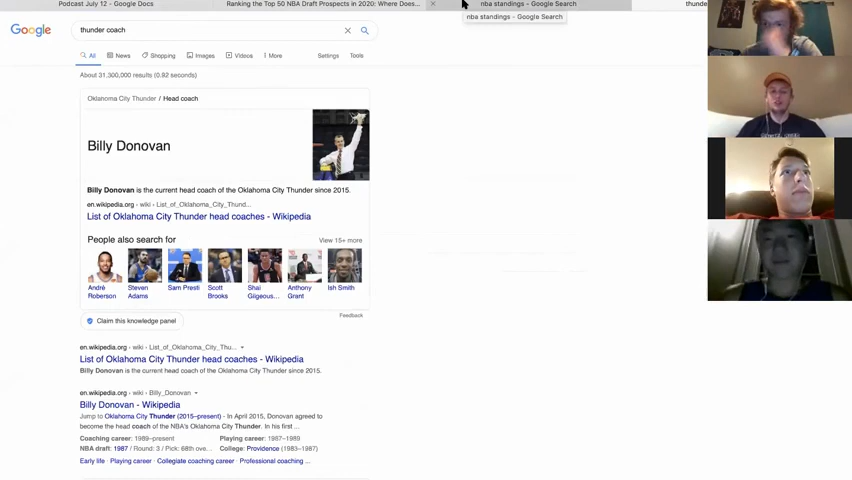 Podcast July 12 - Google Docs
Ranking the Top 50 NBA Draft Prospects in 2020: Where Does...
nba standings - Google Search
thunde
nba standings - Google Search
Google
thunder coach
All
News
Shopping
Images
Videos
More
Settings
Tools
About 31,300,000 results (0.92 seconds)
Oklahoma City Thunder / Head coach
Billy Donovan
Billy Donovan is the current head coach of the Oklahoma City Thunder since 2015.
en.wikipedia.org › wiki › List_of_Oklahoma_City_Thund...
List of Oklahoma City Thunder head coaches - Wikipedia
People also search for
View 15+ more
André Roberson
Steven Adams
Sam Presti
Scott Brooks
Shai Gilgeous...
Anthony Grant
Ish Smith
Feedback
Claim this knowledge panel
en.wikipedia.org › wiki › List_of_Oklahoma_City_Thu...
List of Oklahoma City Thunder head coaches - Wikipedia
Billy Donovan is the current head coach of the Oklahoma City Thunder since 2015.
en.wikipedia.org › wiki › Billy_Donovan
Billy Donovan - Wikipedia
Jump to Oklahoma City Thunder (2015–present) - In April 2015, Donovan agreed to
become the head coach of the NBA's Oklahoma City Thunder. In his first ...
Coaching career: 1989–present
Playing career: 1987–1989
NBA draft: 1987 / Round: 3 / Pick: 68th ove...
College: Providence (1983–1987)
Early life · Playing career · Collegiate coaching career · Professional coaching ...